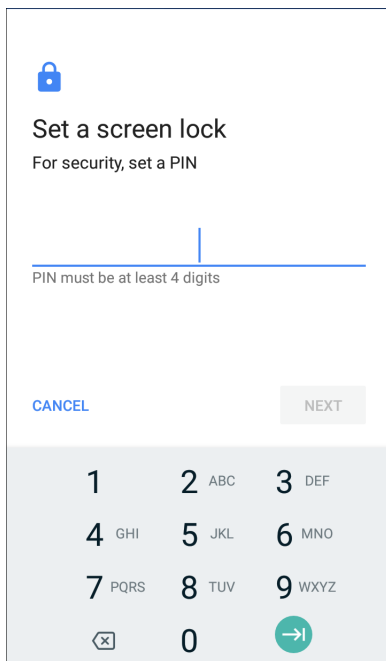 Set a screen lock
For security, set a PIN
PIN must be at least 4 digits
CANCEL NEXT
1 2 ABC 3 DEF
4 GHI 5 JKL 6 MNO
7 PQRS 8 TUV 9 WXYZ
0